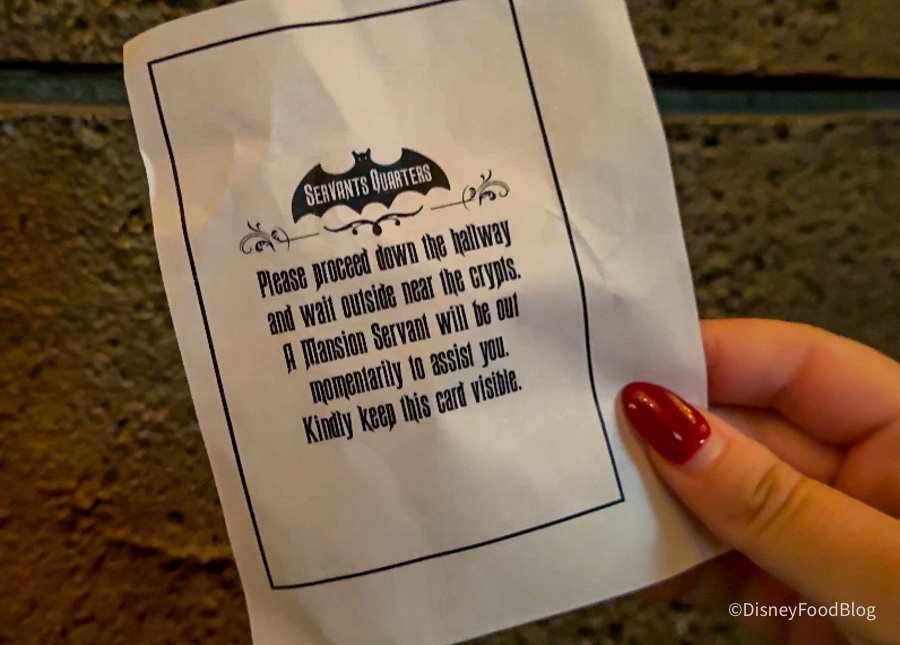 SERVANTS QUARTERS
Please proceed down the hallway
and wait outside near the crypts.
A Mansion Servant will be out
momentarily to assist you.
Kindly keep this card visible.
©DisneyFoodBlog